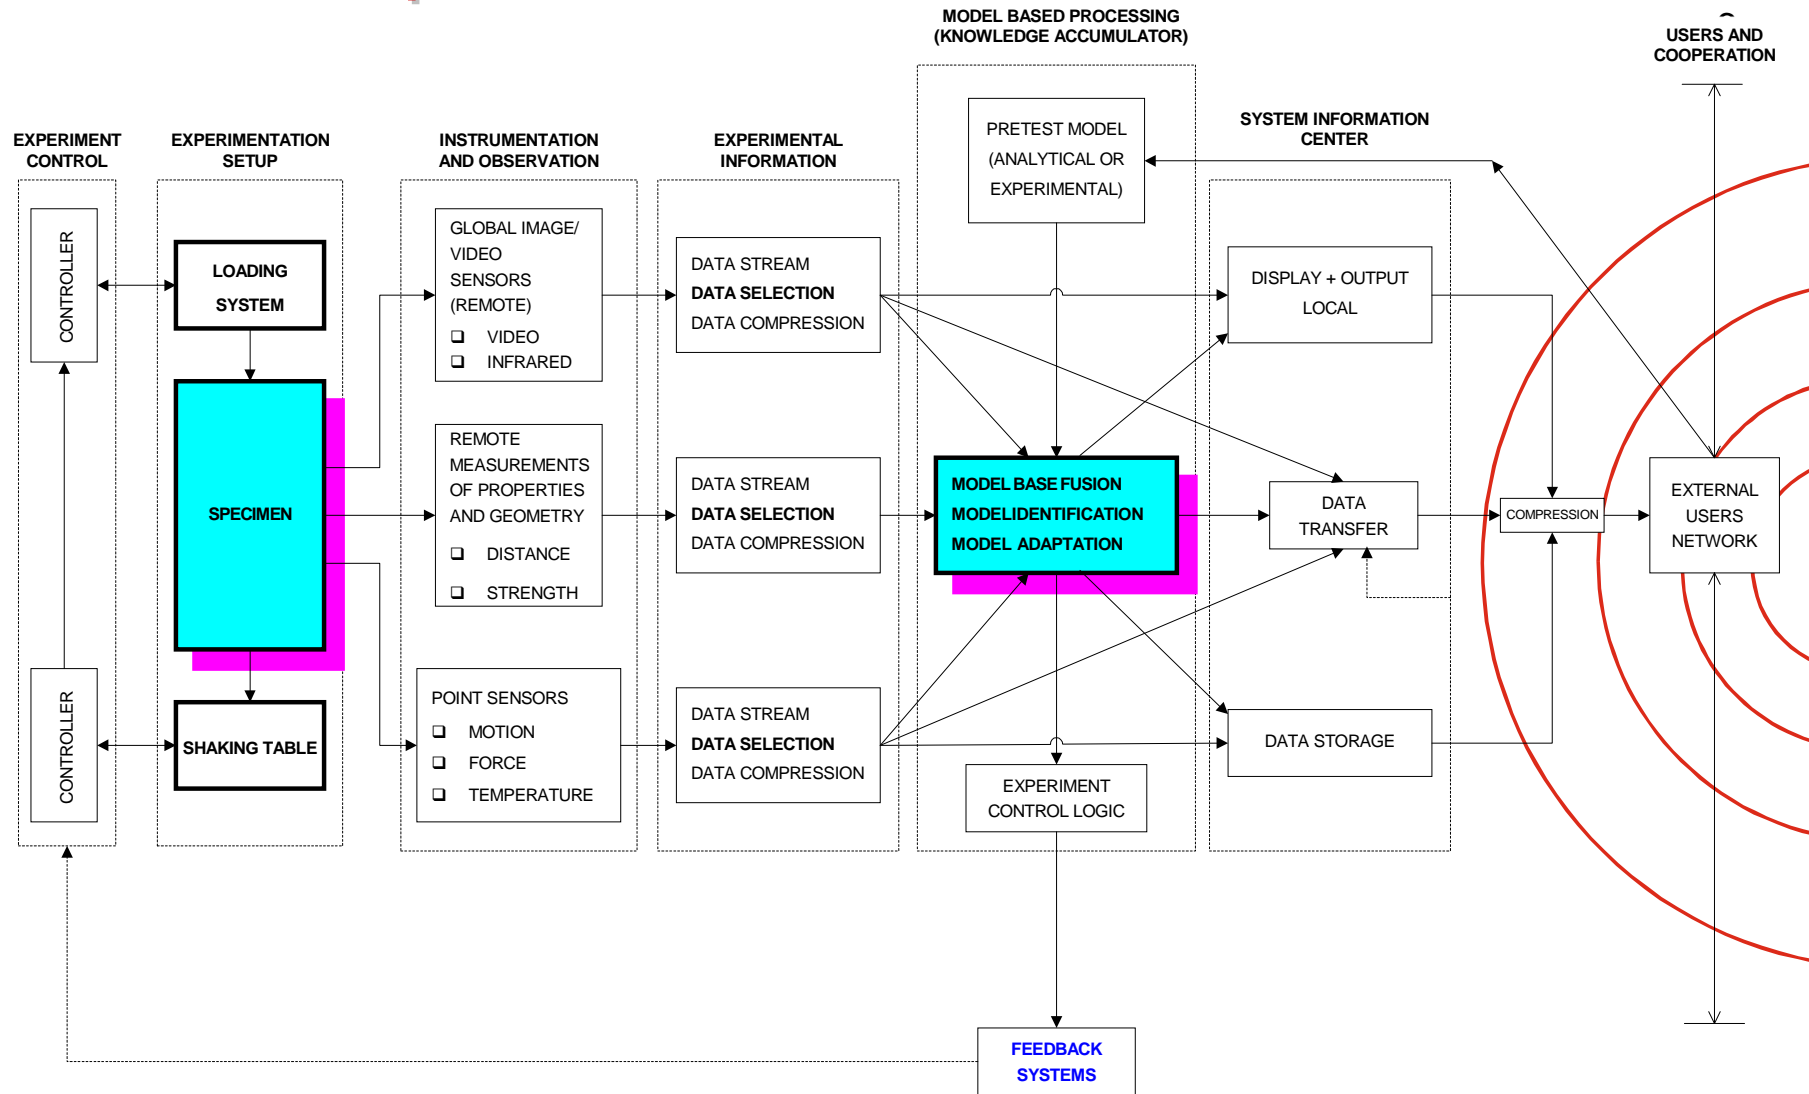 MODEL BASED PROCESSING
(KNOWLEDGE ACCUMULATOR)
USERS AND
COOPERATION
EXPERIMENT
CONTROL
EXPERIMENTATION
SETUP
INSTRUMENTATION
AND OBSERVATION
EXPERIMENTAL
INFORMATION
SYSTEM INFORMATION
CENTER
CONTROLLER
CONTROLLER
LOADING
SYSTEM
SPECIMEN
SHAKING TABLE
GLOBAL IMAGE/
VIDEO
SENSORS
(REMOTE)
❑ VIDEO
❑ INFRARED
REMOTE
MEASUREMENTS
OF PROPERTIES
AND GEOMETRY
❑ DISTANCE
❑ STRENGTH
POINT SENSORS
❑ MOTION
❑ FORCE
❑ TEMPERATURE
DATA STREAM
DATA SELECTION
DATA COMPRESSION
DATA STREAM
DATA SELECTION
DATA COMPRESSION
DATA STREAM
DATA SELECTION
DATA COMPRESSION
PRETEST MODEL
(ANALYTICAL OR
EXPERIMENTAL)
MODEL BASE FUSION
MODELIDENTIFICATION
MODEL ADAPTATION
EXPERIMENT
CONTROL LOGIC
FEEDBACK
SYSTEMS
DISPLAY + OUTPUT
LOCAL
DATA
TRANSFER
DATA STORAGE
COMPRESSION
EXTERNAL
USERS
NETWORK